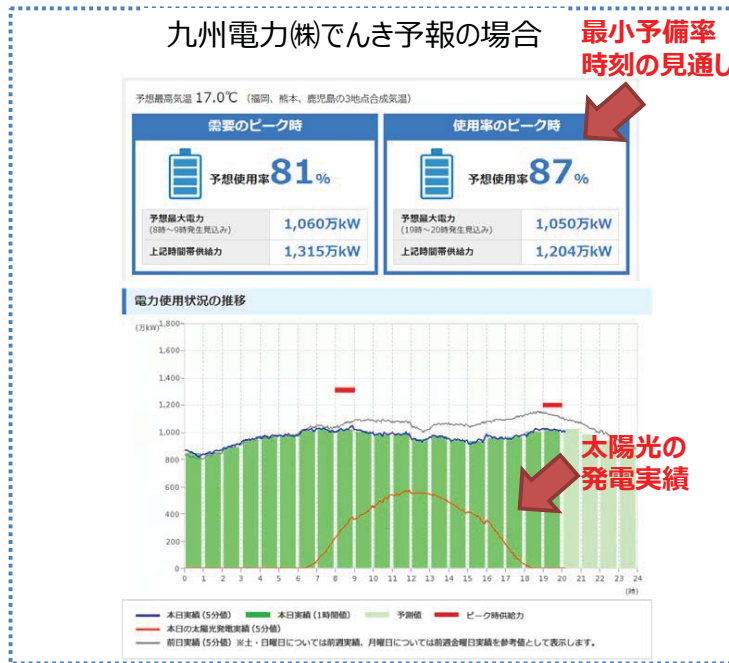 九州電力㈱でんき予報の場合
最小予備率
時刻の見通し
予想最高気温 17.0℃ (福岡、熊本、鹿児島の3地点合成気温)
需要のピーク時
予想使用率81%
予想最大電力
(8時～9時発生見込み)
1,060万kW
上記時間帯供給力
1,315万kW
使用率のピーク時
予想使用率87%
予想最大電力
(19時～20時発生見込み)
1,050万kW
上記時間帯供給力
1,204万kW
電力使用状況の推移
(万kW)
1,800
1,600
1,400
1,200
1,000
800
600
400
200
0
太陽光の
発電実績
0 1 2 3 4 5 6 7 8 9 10 11 12 13 14 15 16 17 18 19 20 21 22 23 24
(時)
本日実績(5分値) 本日実績(1時間値) 予測値 ピーク時供給力
本日の太陽光発電実績(5分値)
前日実績(5分値) ※土・日曜日については前週実績、月曜日については前週金曜日実績を参考値として表示します。